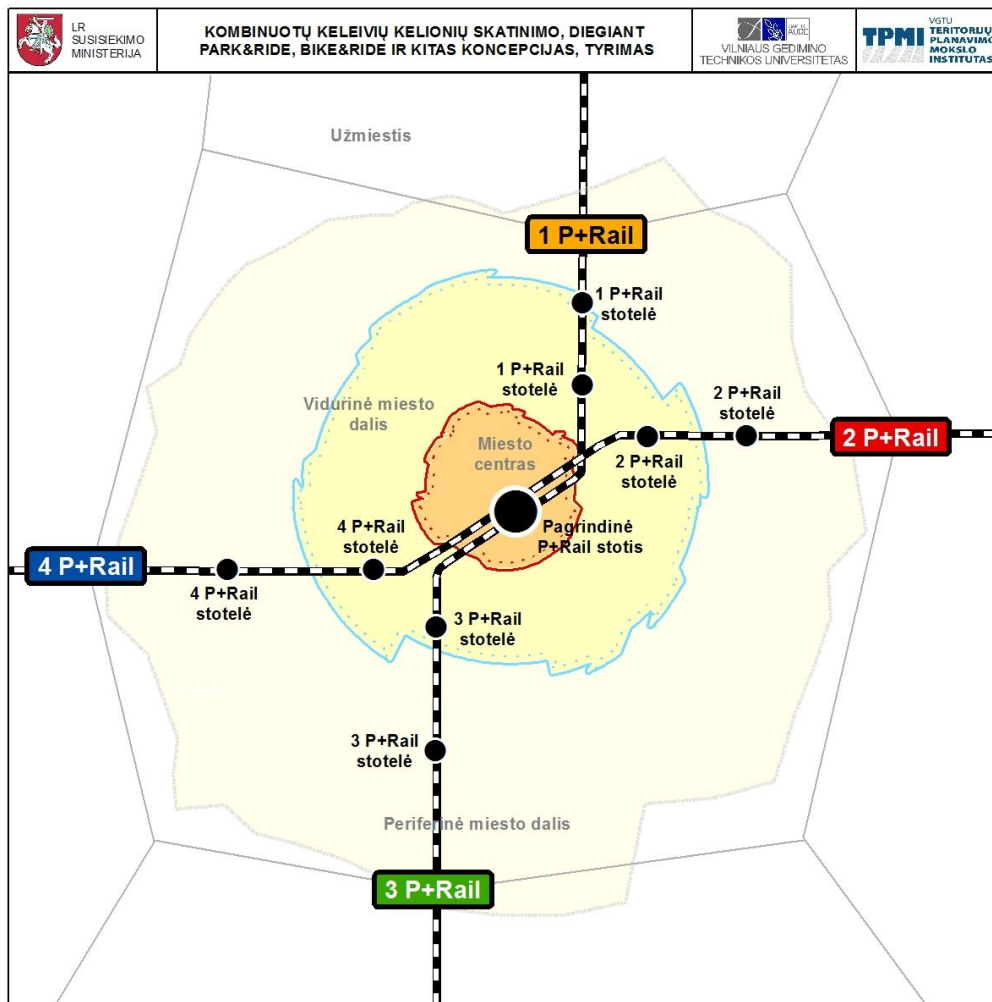 LR
SUSISIEKIMO
MINISTERIJA
KOMBINUOTŲ KELEIVIŲ KELIONIŲ SKATINIMO, DIEGIANT
PARK&RIDE, BIKE&RIDE IR KITAS KONCEPCIJAS, TYRIMAS
VILNIAUS GEDIMINO
TECHNIKOS UNIVERSITETAS
TPMI
VGTU
TERITORIJŲ
PLANAVIMO
MOKSLO
INSTITUTAS
Užmiestis
1 P+Rail
1 P+Rail
stotelė
1 P+Rail
stotelė
2 P+Rail
stotelė
Vidurinė miesto
dalis
Miesto
centras
2 P+Rail
2 P+Rail
stotelė
Pagrindinė
P+Rail stotis
4 P+Rail
stotelė
4 P+Rail
4 P+Rail
stotelė
3 P+Rail
stotelė
3 P+Rail
stotelė
Periferinė miesto dalis
3 P+Rail